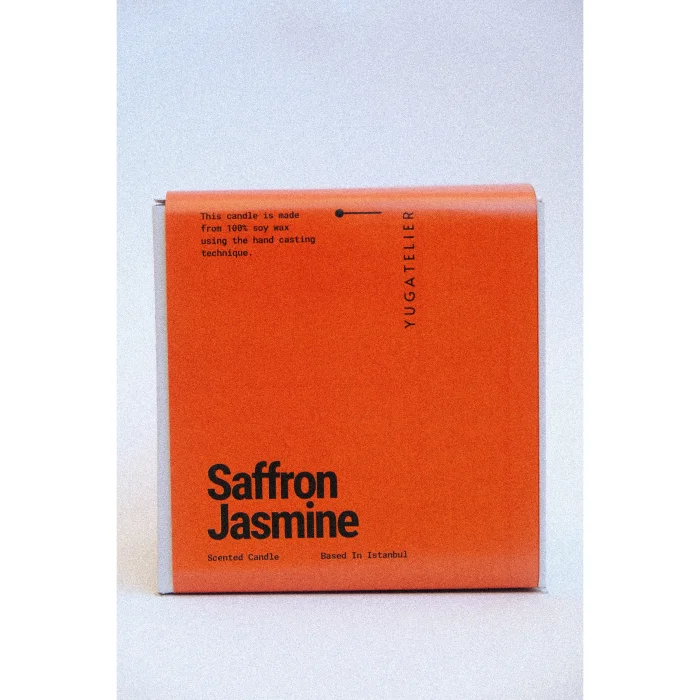 This candle is made
from 100% soy wax
using the hand casting
technique.
YUGATELIER
Saffron
Jasmine
Scented Candle
Based In Istanbul